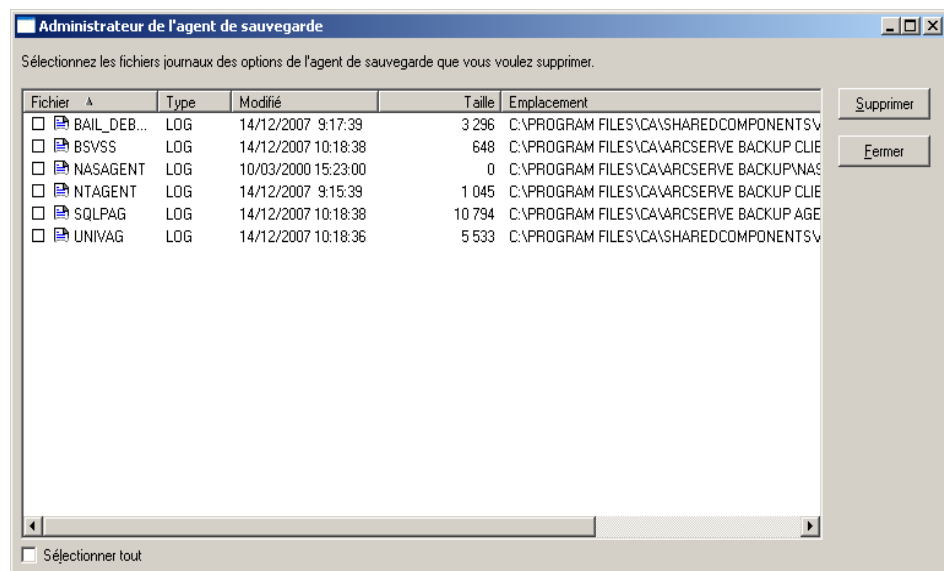 Administrateur de l'agent de sauvegarde
Sélectionnez les fichiers journaux des options de l'agent de sauvegarde que vous voulez supprimer.
Fichier Type Modifié Taille Emplacement
BAIL_DEB... LOG 14/12/2007 9:17:39 3 296 C:\PROGRAM FILES\CA\SHAREDCOMPONENTS\
BSVSS LOG 14/12/2007 10:18:38 648 C:\PROGRAM FILES\CA\ARCSERVE BACKUP CLIE
NASAGENT LOG 10/03/2000 15:23:00 0 C:\PROGRAM FILES\CA\ARCSERVE BACKUP\NAS
NTAGENT LOG 14/12/2007 9:15:39 1 045 C:\PROGRAM FILES\CA\ARCSERVE BACKUP CLIE
SQLPAG LOG 14/12/2007 10:18:38 10 794 C:\PROGRAM FILES\CA\ARCSERVE BACKUP AGE
UNIVAG LOG 14/12/2007 10:18:36 5 533 C:\PROGRAM FILES\CA\SHAREDCOMPONENTS\
Supprimer
Fermer
Sélectionner tout